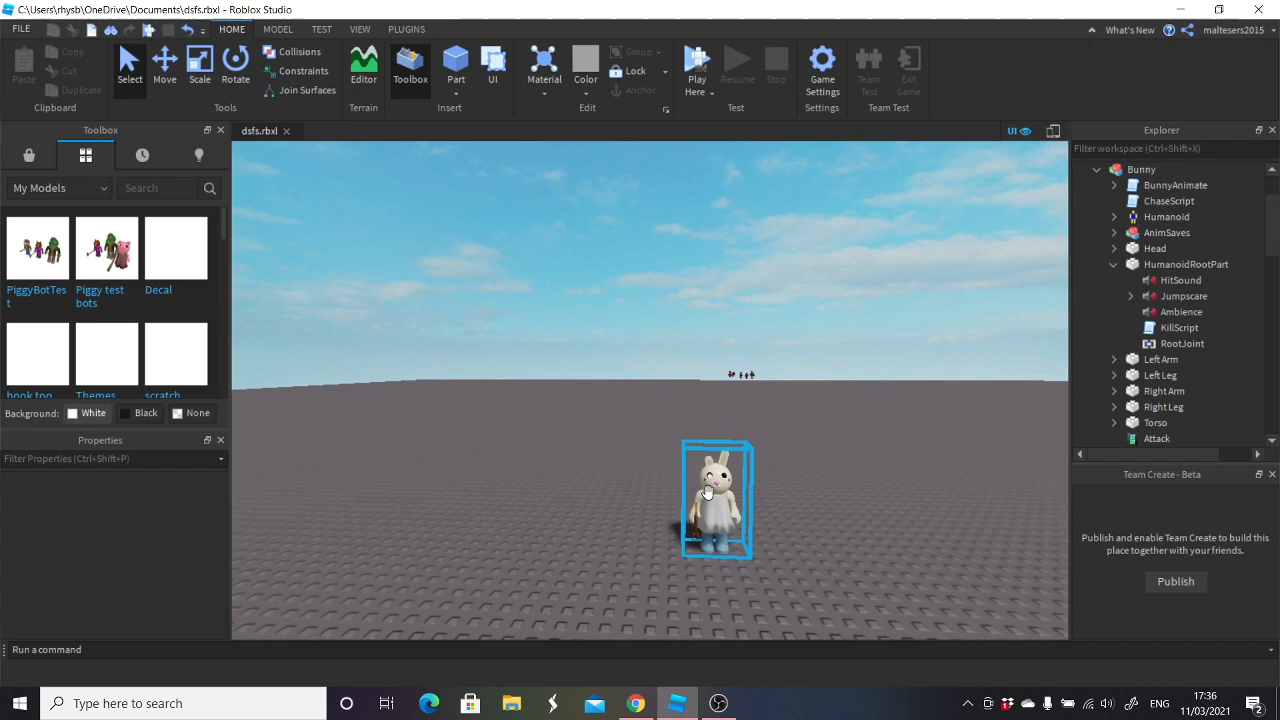 C:\Users\rhysb\OneDrive\Documents\dsfs.rbxl - Roblox Studio
FILE
HOME
MODEL
TEST
VIEW
PLUGINS
What's New
maltesers2015
Paste
Copy
Cut
Duplicate
Clipboard
Select
Move
Scale
Rotate
Collisions
Constraints
Join Surfaces
Tools
Editor
Terrain
Toolbox
Part
UI
Insert
Material
Color
Group
Lock
Anchor
Edit
Play Here
Resume
Stop
Test
Game Settings
Settings
Team Test
Exit Game
Team Test
Toolbox
dsfs.rbxl
UI
Explorer
Filter workspace (Ctrl+Shift+X)
My Models
Search
PiggyBotTes
t
Piggy test
bots
Decal
book too
Themes
scratch
Background:
White
Black
None
Properties
Filter Properties (Ctrl+Shift+P)
Bunny
BunnyAnimate
ChaseScript
Humanoid
AnimSaves
Head
HumanoidRootPart
HitSound
Jumpscare
Ambience
KillScript
RootJoint
Left Arm
Left Leg
Right Arm
Right Leg
Torso
Attack
Team Create - Beta
Publish and enable Team Create to build this
place together with your friends.
Publish
Run a command
Type here to search
ENG
17:36
11/03/2021
2